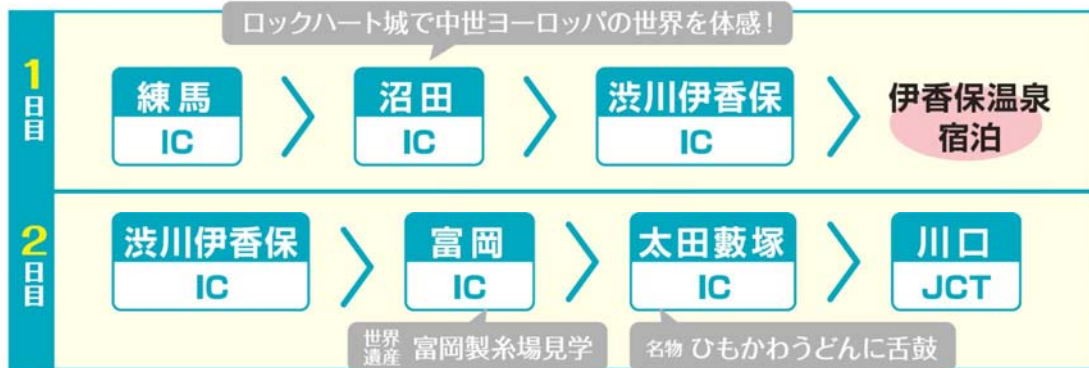 ロックハート城で中世ヨーロッパの世界を体感!
1日目
練馬
IC
沼田
IC
渋川伊香保
IC
伊香保温泉
宿泊
2日目
渋川伊香保
IC
富岡
IC
太田藪塚
IC
川口
JCT
世界遺産 富岡製糸場見学
名物 ひもかわうどんに舌鼓